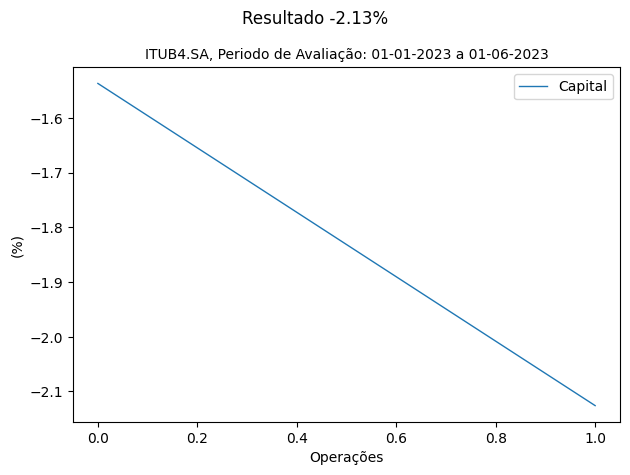 Resultado -2.13%
ITUB4.SA, Periodo de Avaliação: 01-01-2023 a 01-06-2023
Capital
−1.6
−1.7
−1.8
−1.9
−2.0
−2.1
(%)
0.0 0.2 0.4 0.6 0.8 1.0
Operações